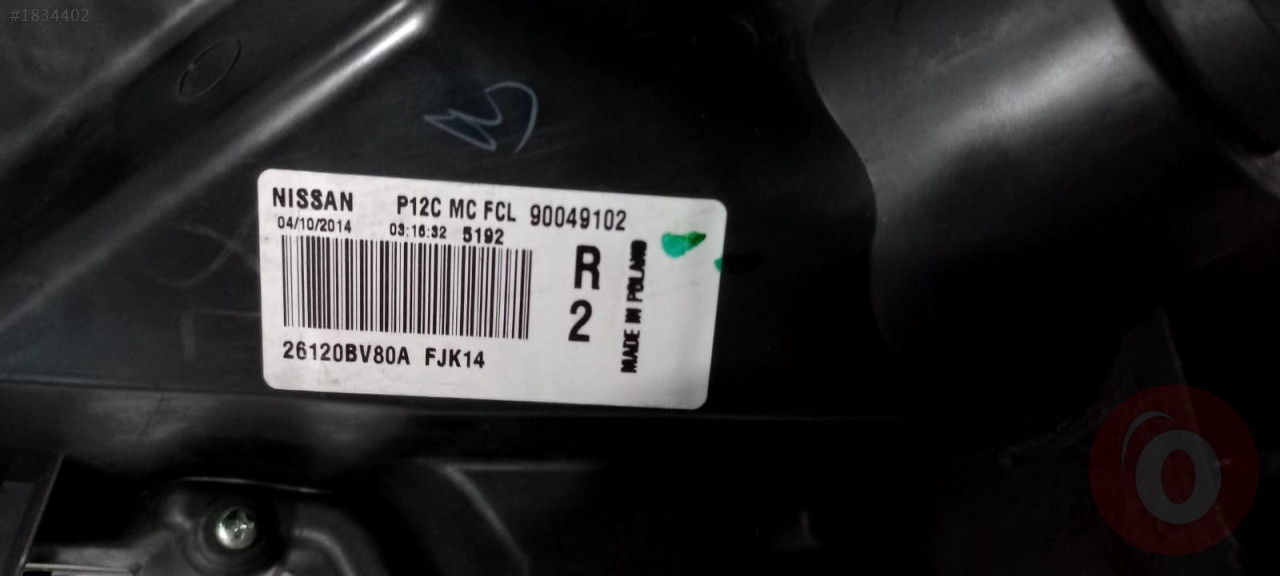 #1834402
NISSAN P12C MC FCL 90049102
04/10/2014 03:16:32 5192
R
2
MADE IN POLAND
26120BV80A FJK14